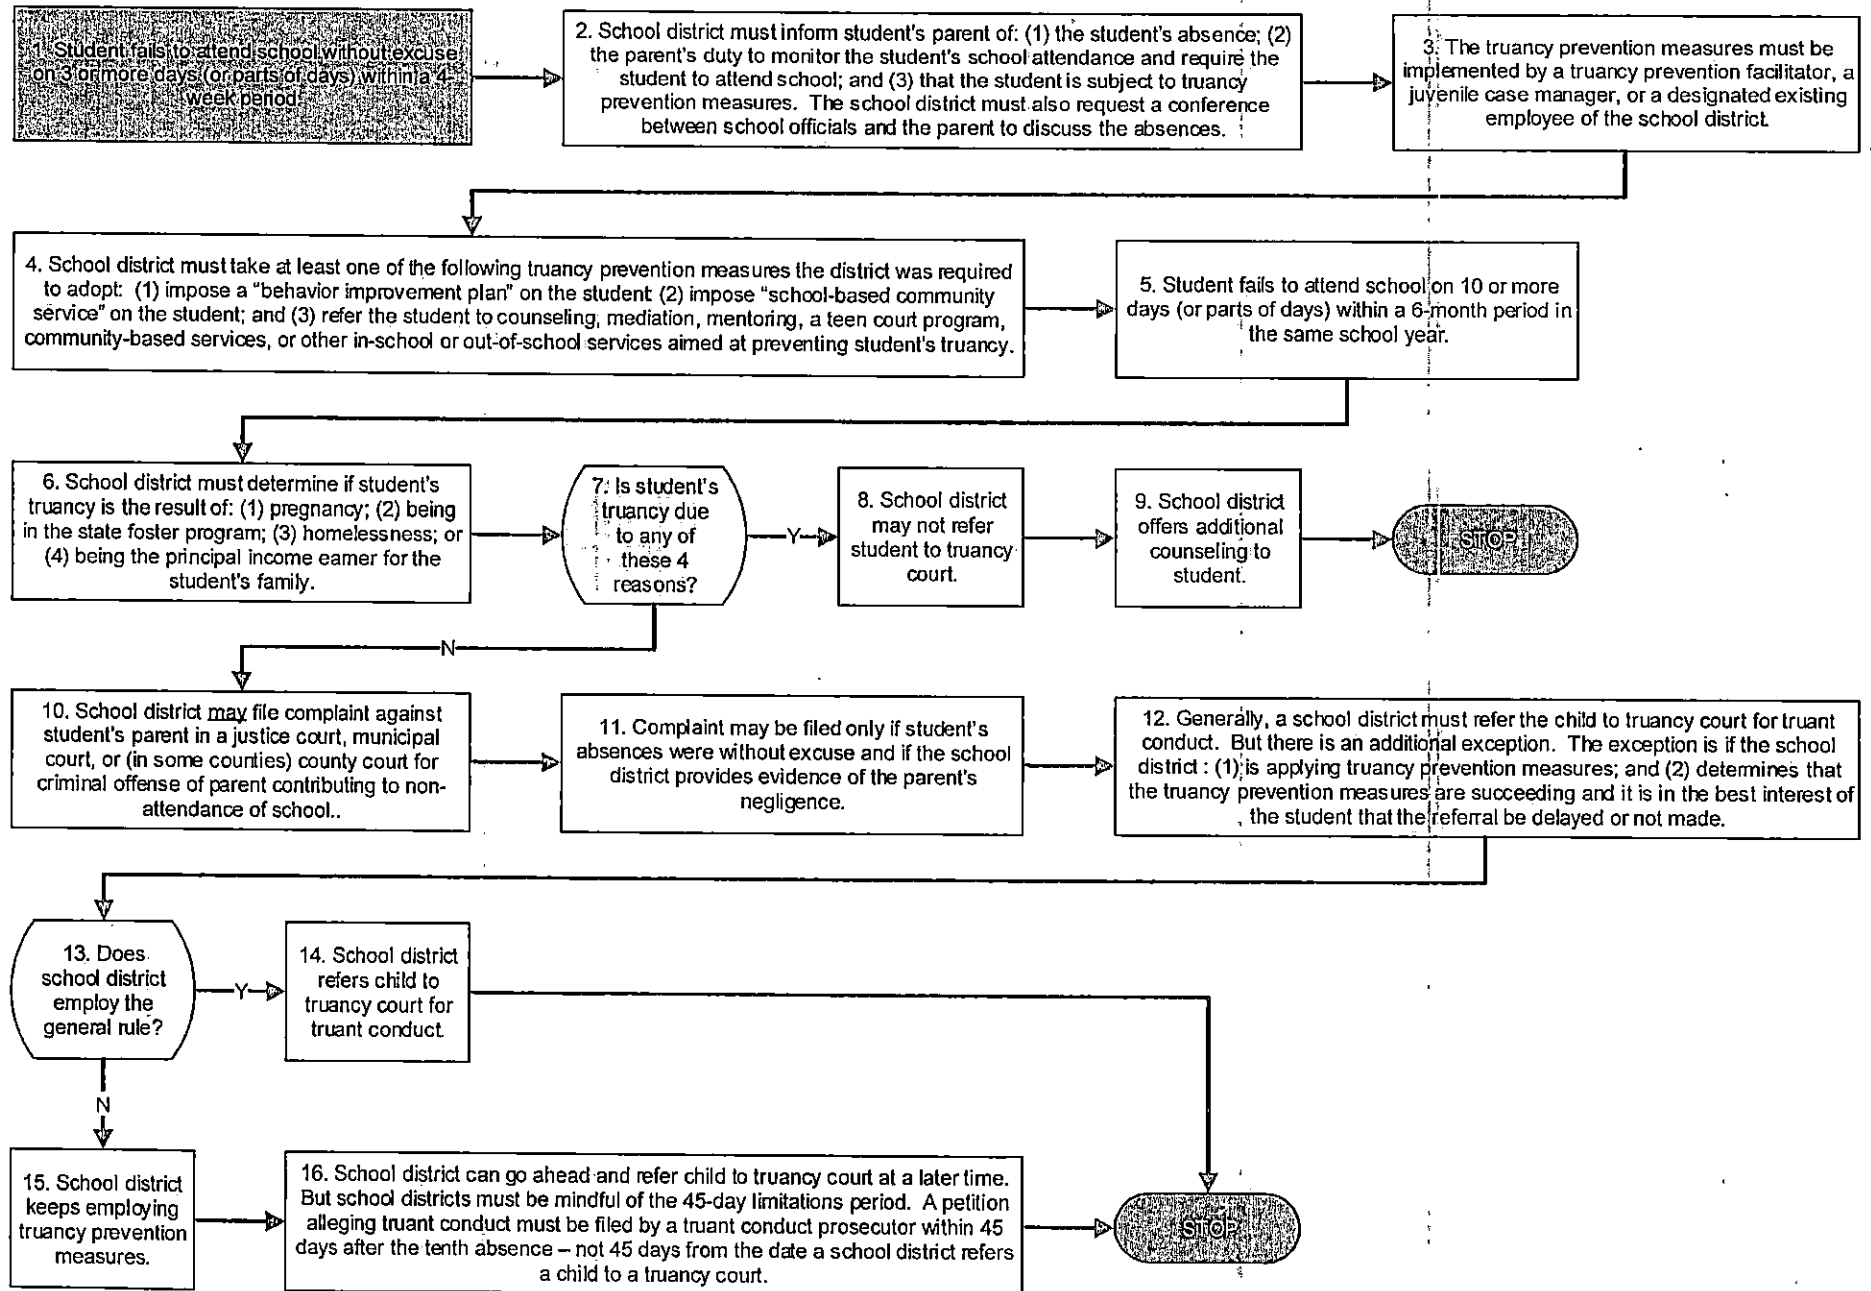 1. Student fails to attend school without excuse
on 3 or more days (or parts of days) within a 4
week period.
2. School district must inform student's parent of: (1) the student's absence; (2)
the parent's duty to monitor the student's school attendance and require the
student to attend school; and (3) that the student is subject to truancy
prevention measures. The school district must also request a conference
between school officials and the parent to discuss the absences.
3. The truancy prevention measures must be
implemented by a truancy prevention facilitator, a
juvenile case manager, or a designated existing
employee of the school district.
4. School district must take at least one of the following truancy prevention measures the district was required
to adopt: (1) impose a "behavior improvement plan" on the student (2) impose "school-based community
service" on the student; and (3) refer the student to counseling, mediation, mentoring, a teen court program,
community-based services, or other in-school or out-of-school services aimed at preventing student's truancy.
5. Student fails to attend school on 10 or more
days (or parts of days) within a 6-month period in
the same school year.
6. School district must determine if student's
truancy is the result of: (1) pregnancy; (2) being
in the state foster program; (3) homelessness; or
(4) being the principal income earner for the
student's family.
7. Is student's
truancy due
to any of
these 4
reasons?
Y
8. School district
may not refer
student to truancy
court.
9. School district
offers additional
counseling to
student.
STOP
N
10. School district may file complaint against
student's parent in a justice court, municipal
court, or (in some counties) county court for
criminal offense of parent contributing to non-
attendance of school..
11. Complaint may be filed only if student's
absences were without excuse and if the school
district provides evidence of the parent's
negligence.
12. Generally, a school district must refer the child to truancy court for truant
conduct. But there is an additional exception. The exception is if the school
district : (1) is applying truancy prevention measures; and (2) determines that
the truancy prevention measures are succeeding and it is in the best interest of
the student that the referral be delayed or not made.
13. Does
school district
employ the
general rule?
Y
14. School district
refers child to
truancy court for
truant conduct.
N
15. School district
keeps employing
truancy prevention
measures.
16. School district can go ahead and refer child to truancy court at a later time.
But school districts must be mindful of the 45-day limitations period. A petition
alleging truant conduct must be filed by a truant conduct prosecutor within 45
days after the tenth absence – not 45 days from the date a school district refers
a child to a truancy court.
STOP